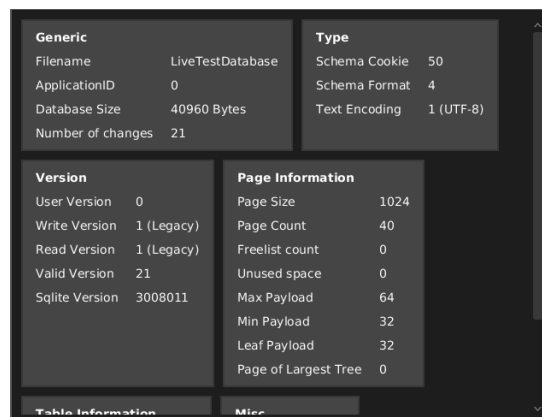 Generic
Filename LiveTestDatabase
ApplicationID 0
Database Size 40960 Bytes
Number of changes 21
Type
Schema Cookie 50
Schema Format 4
Text Encoding 1 (UTF-8)
Version
User Version 0
Write Version 1 (Legacy)
Read Version 1 (Legacy)
Valid Version 21
Sqlite Version 3008011
Page Information
Page Size 1024
Page Count 40
Freelist count 0
Unused space 0
Max Payload 64
Min Payload 32
Leaf Payload 32
Page of Largest Tree 0
Table Information
Misc